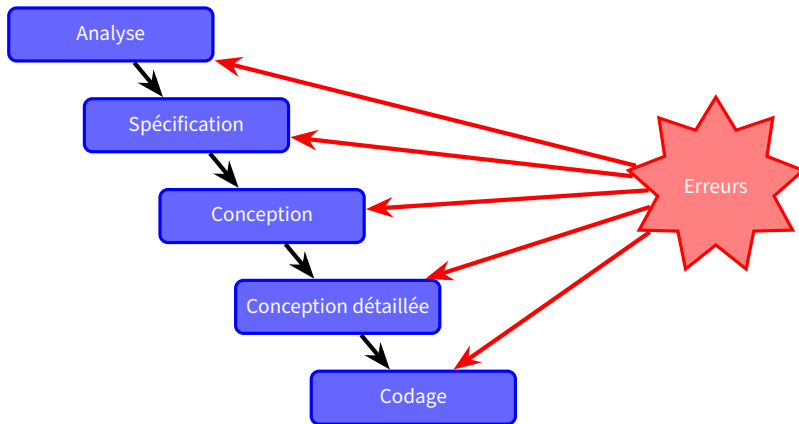 Analyse
Spécification
Conception
Erreurs
Conception détaillée
Codage